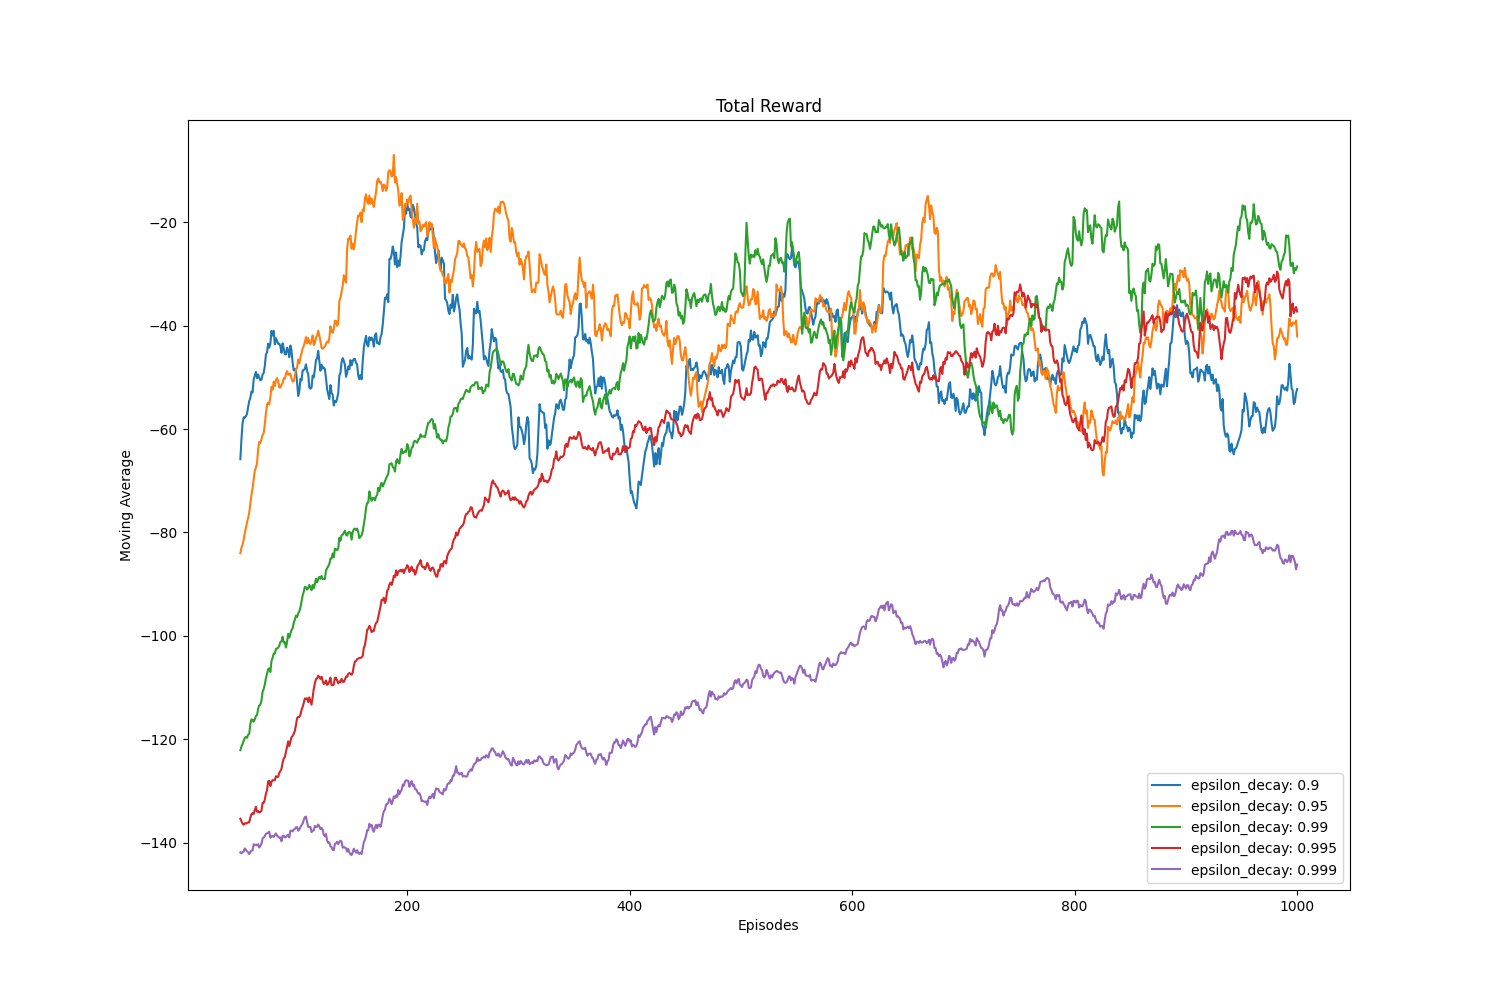 Total Reward
Moving Average
−20
−40
−60
−80
−100
−120
−140
200
400
600
800
1000
Episodes
epsilon_decay: 0.9
epsilon_decay: 0.95
epsilon_decay: 0.99
epsilon_decay: 0.995
epsilon_decay: 0.999